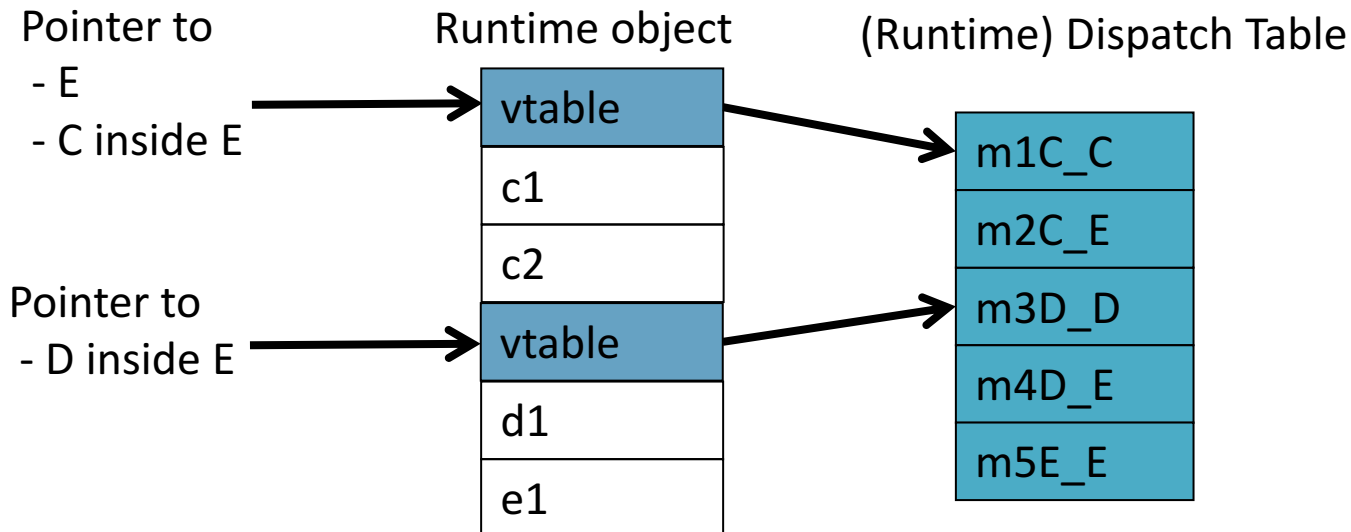 Pointer to
- E
- C inside E
Pointer to
- D inside E
Runtime object
vtable
c1
c2
vtable
d1
e1
(Runtime) Dispatch Table
m1C_C
m2C_E
m3D_D
m4D_E
m5E_E